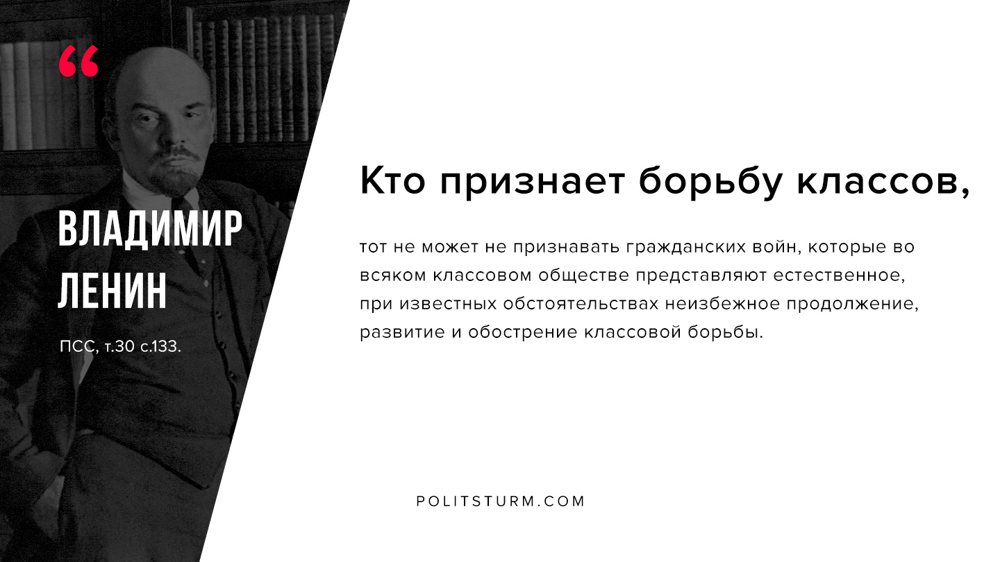 “
ВЛАДИМИР
ЛЕНИН
ПСС, т.30 с.133.
Кто признает борьбу классов,
тот не может не признавать гражданских войн, которые во
всяком классовом обществе представляют естественное,
при известных обстоятельствах неизбежное продолжение,
развитие и обострение классовой борьбы.
POLITSTURM.COM